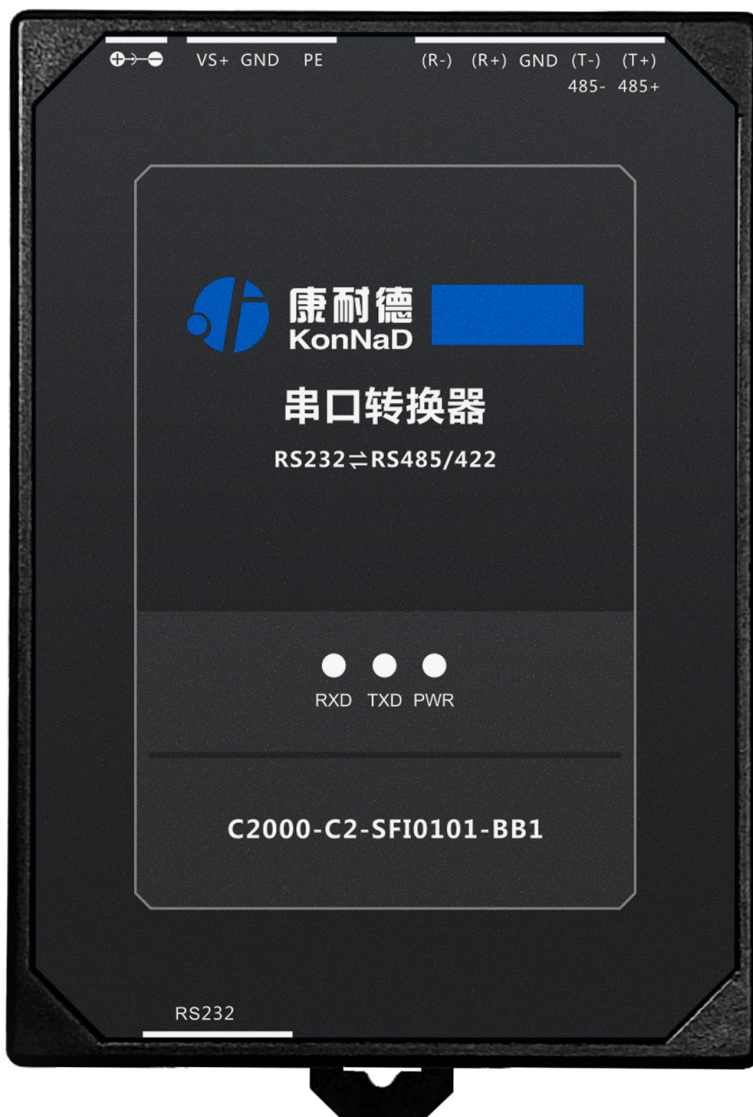 VS+ GND PE (R-) (R+) GND (T-) (T+)
485- 485+
康耐德
KonNaD
串口转换器
RS232⇌RS485/422
RXD TXD PWR
C2000-C2-SFI0101-BB1
RS232